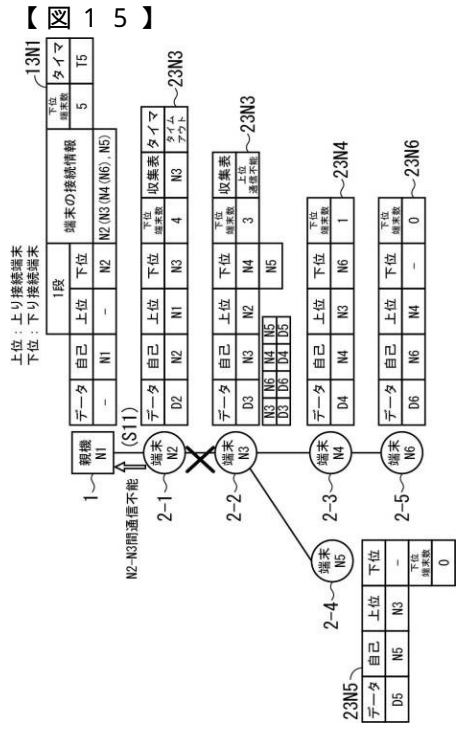 【図15】
上位：上り接続端末
下位：下り接続端末
13N1
1段 端末の接続情報 下位端末数 タイマ
データ 自己 上位 下位
- N1 - N2 N2(N3(N4(N6),N5) 5 T5
親機
N1
1
(S11)
N2-N3間通信不能
23N3
データ 自己 上位 下位 下位端末数 収集表 タイマ
D2 N2 N1 N3 4 N3 タイムアウト
端末
N2
2-1
23N3
データ 自己 上位 下位 下位端末数 収集表
D3 N3 N2 N4 3 上位通信不能
N5
N3 N6 N4 N5
D3 D6 D4 D5
端末
N3
2-2
23N4
データ 自己 上位 下位 下位端末数
D4 N4 N3 N6 1
端末
N4
2-3
23N6
データ 自己 上位 下位 下位端末数
D6 N6 N4 - 0
端末
N6
2-5
端末
N5
2-4
23N5
データ 自己 上位 下位
D5 N5 N3 -
下位端末数
0